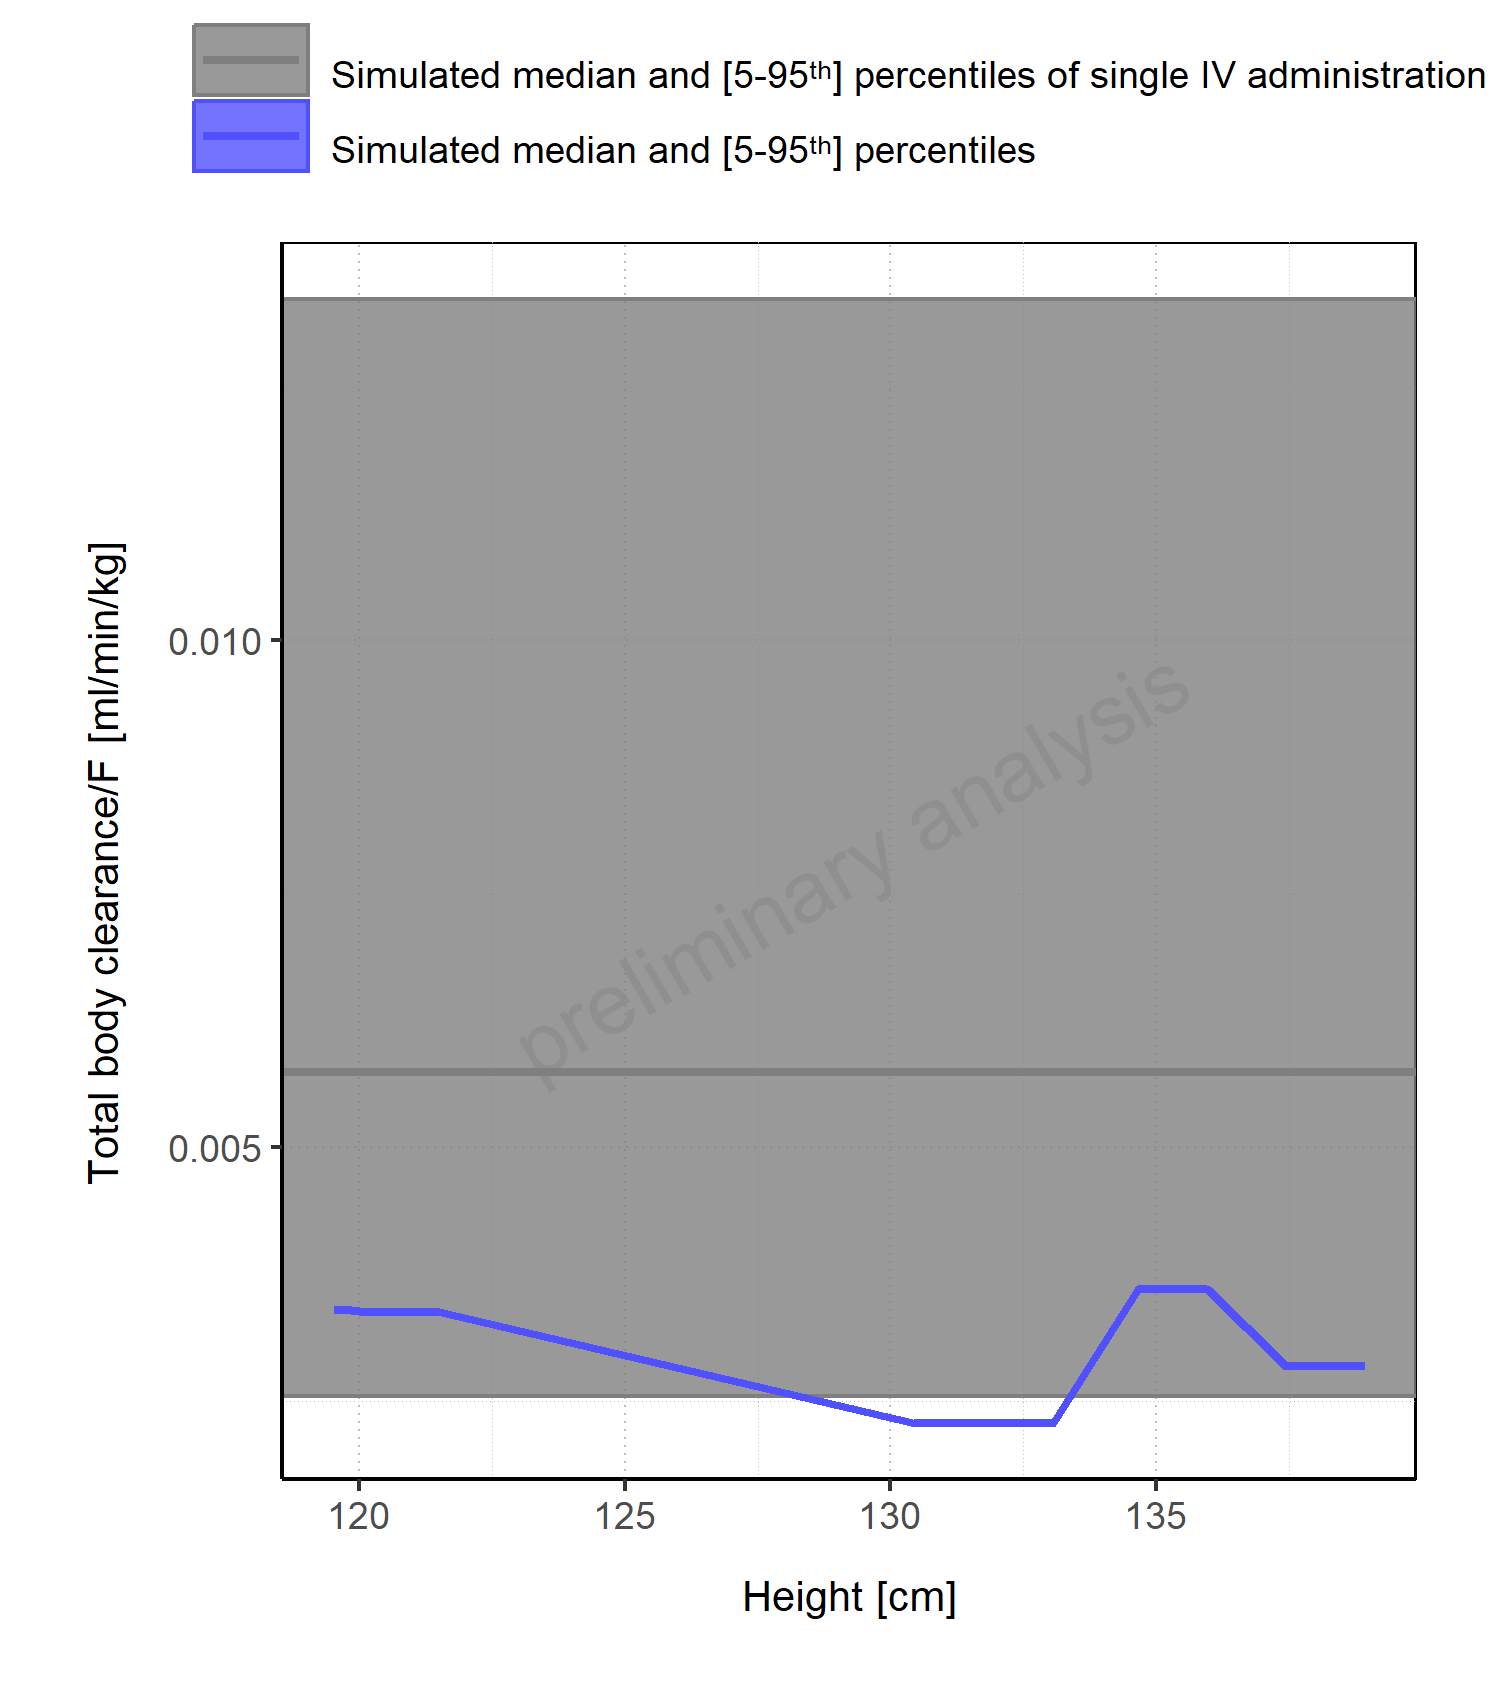 Simulated median and [5-95ᵗʰ] percentiles of single IV administration
Simulated median and [5-95ᵗʰ] percentiles
Total body clearance/F [ml/min/kg]
0.010
0.005
preliminary analysis
120 125 130 135
Height [cm]